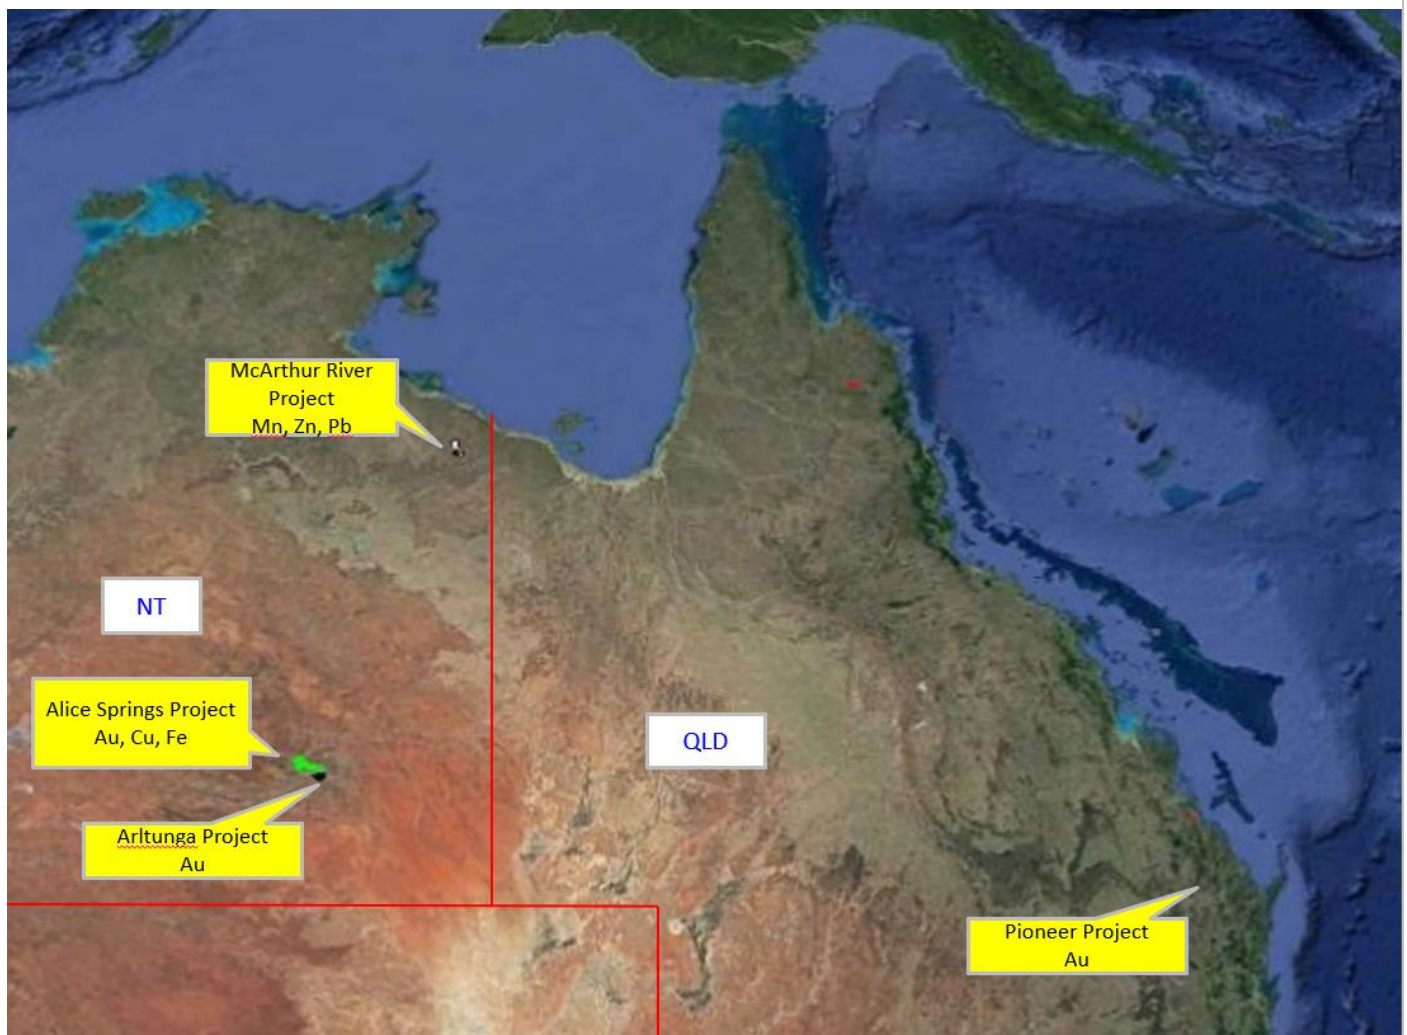 McArthur River
Project
Mn, Zn, Pb
NT
Alice Springs Project
Au, Cu, Fe
QLD
Arltunga Project
Au
Pioneer Project
Au